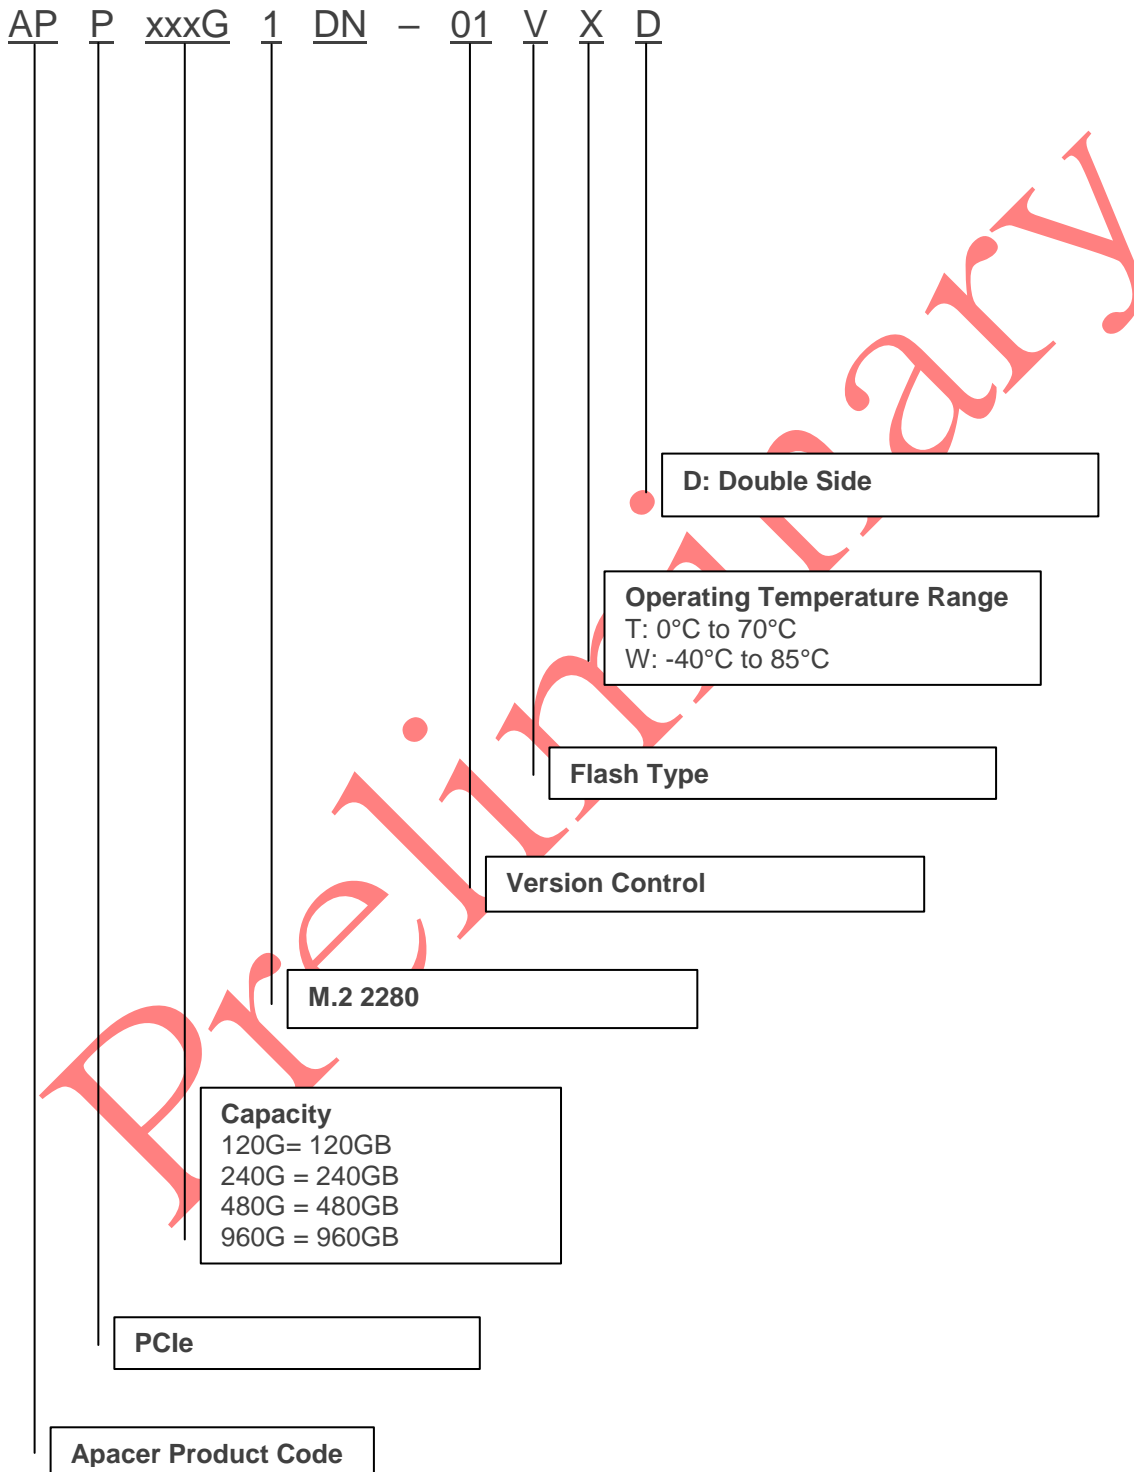 AP P xxxG 1 DN – 01 V X D
D: Double Side
Operating Temperature Range
T: 0°C to 70°C
W: -40°C to 85°C
Flash Type
Version Control
M.2 2280
Capacity
120G= 120GB
240G = 240GB
480G = 480GB
960G = 960GB
PCIe
Apacer Product Code
Preliminary